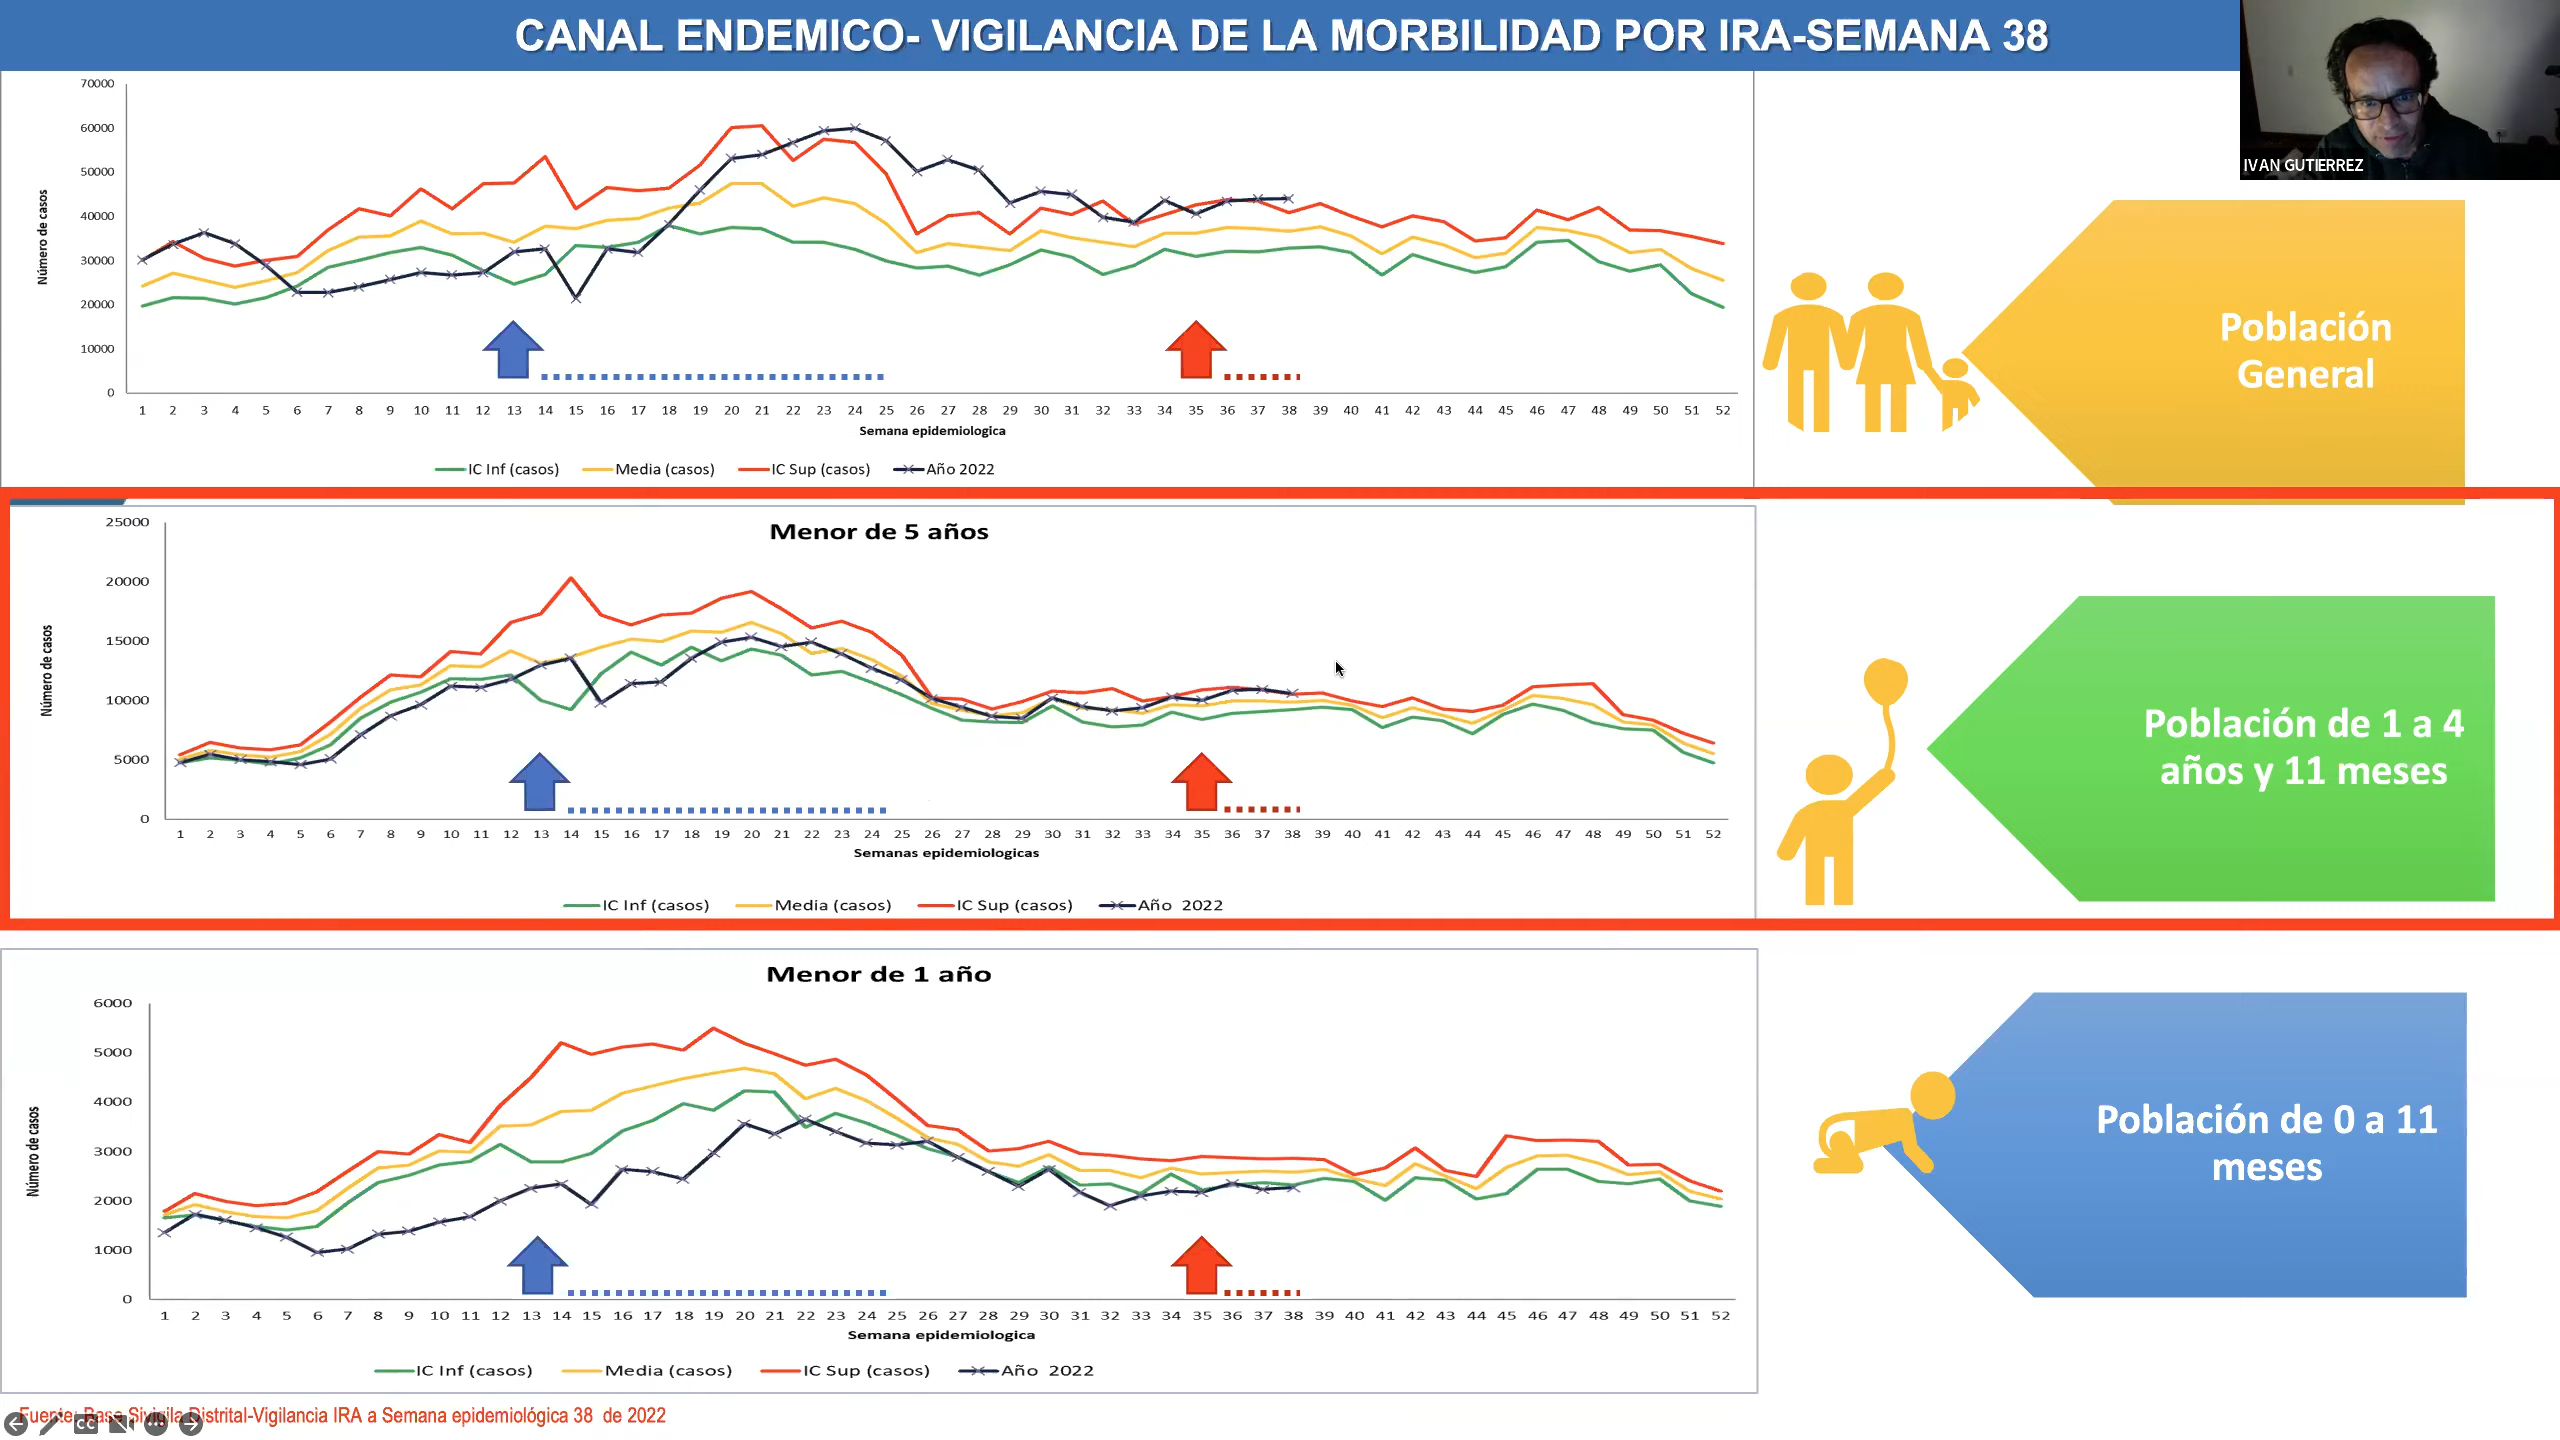 CANAL ENDEMICO- VIGILANCIA DE LA MORBILIDAD POR IRA-SEMANA 38
IVAN GUTIERREZ
70000
60000
50000
40000
30000
20000
10000
0
Número de casos
1 2 3 4 5 6 7 8 9 10 11 12 13 14 15 16 17 18 19 20 21 22 23 24 25 26 27 28 29 30 31 32 33 34 35 36 37 38 39 40 41 42 43 44 45 46 47 48 49 50 51 52
Semana epidemiologica
IC Inf (casos) Media (casos) IC Sup (casos) Año 2022
Población
General
Menor de 5 años
25000
20000
15000
10000
5000
0
Número de casos
1 2 3 4 5 6 7 8 9 10 11 12 13 14 15 16 17 18 19 20 21 22 23 24 25 26 27 28 29 30 31 32 33 34 35 36 37 38 39 40 41 42 43 44 45 46 47 48 49 50 51 52
Semanas epidemiologicas
IC Inf (casos) Media (casos) IC Sup (casos) Año 2022
Población de 1 a 4
años y 11 meses
Menor de 1 año
6000
5000
4000
3000
2000
1000
0
Número de casos
1 2 3 4 5 6 7 8 9 10 11 12 13 14 15 16 17 18 19 20 21 22 23 24 25 26 27 28 29 30 31 32 33 34 35 36 37 38 39 40 41 42 43 44 45 46 47 48 49 50 51 52
Semana epidemiologica
IC Inf (casos) Media (casos) IC Sup (casos) Año 2022
Población de 0 a 11
meses
Fuente: Base Sivigila Distrital-Vigilancia IRA a Semana epidemiológica 38 de 2022
CC